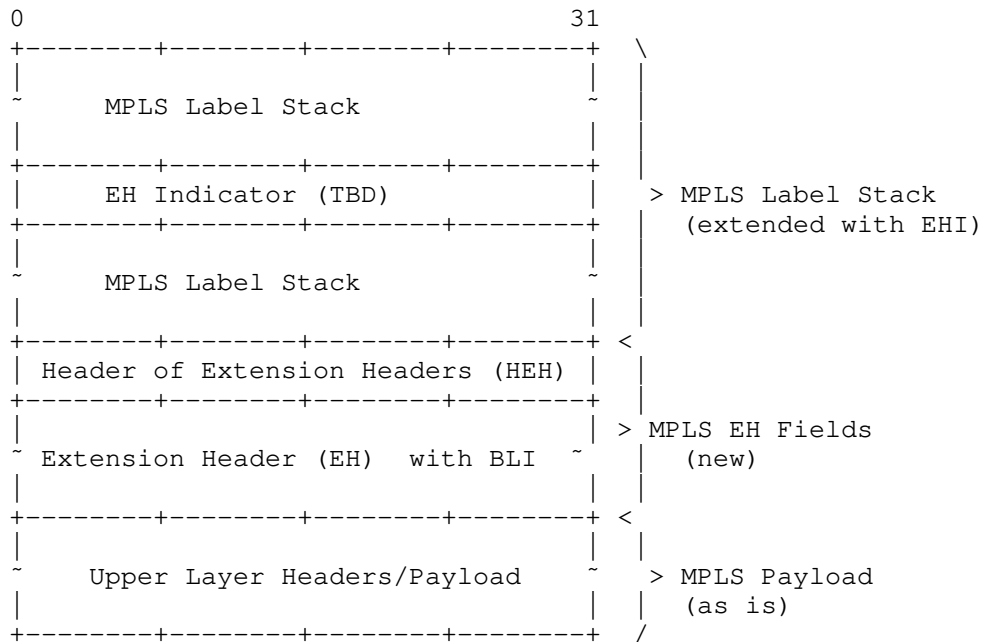 0                                31
+--------+--------+--------+--------+  \
|                                   |  |
~     MPLS Label Stack              ~  |
|                                   |  |
+--------+--------+--------+--------+  |
|     EH Indicator (TBD)            |  > MPLS Label Stack
+--------+--------+--------+--------+  |  (extended with EHI)
|                                   |  |
~     MPLS Label Stack              ~  |
|                                   |  |
+--------+--------+--------+--------+ <
| Header of Extension Headers (HEH) |  |
+--------+--------+--------+--------+  |
|                                   | > MPLS EH Fields
~ Extension Header (EH)  with BLI  ~   |  (new)
|                                   |  |
+--------+--------+--------+--------+ <
|                                   |  |
~    Upper Layer Headers/Payload    ~  > MPLS Payload
|                                   |  |  (as is)
+--------+--------+--------+--------+  /